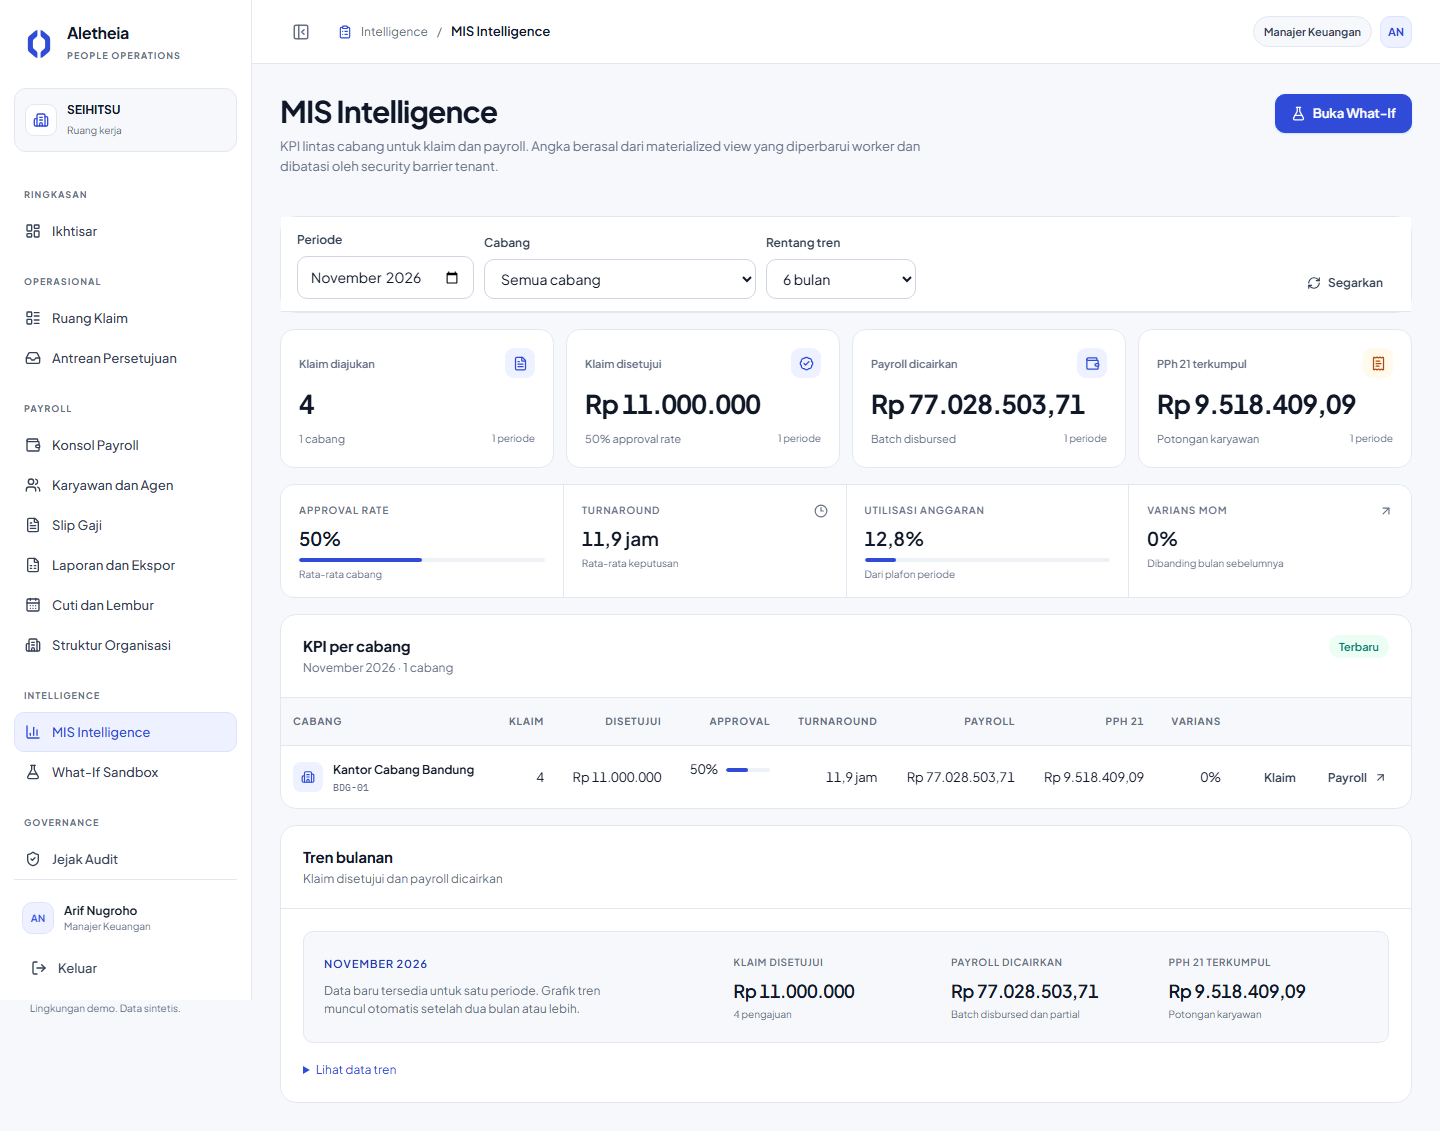 Aletheia
PEOPLE OPERATIONS
SEIHITSU
Ruang kerja
RINGKASAN
Ikhtisar
OPERASIONAL
Ruang Klaim
Antrean Persetujuan
PAYROLL
Konsol Payroll
Karyawan dan Agen
Slip Gaji
Laporan dan Ekspor
Cuti dan Lembur
Struktur Organisasi
INTELLIGENCE
MIS Intelligence
What-If Sandbox
GOVERNANCE
Jejak Audit
AN Arif Nugroho
Manajer Keuangan
Keluar
Lingkungan demo. Data sintetis.
Intelligence / MIS Intelligence
Manajer Keuangan AN
MIS Intelligence
Buka What-If
KPI lintas cabang untuk klaim dan payroll. Angka berasal dari materialized view yang diperbarui worker dan
dibatasi oleh security barrier tenant.
Periode Cabang Rentang tren
November 2026 Semua cabang 6 bulan Segarkan
Klaim diajukan
4
1 cabang 1 periode
Klaim disetujui
Rp 11.000.000
50% approval rate 1 periode
Payroll dicairkan
Rp 77.028.503,71
Batch disbursed 1 periode
PPh 21 terkumpul
Rp 9.518.409,09
Potongan karyawan 1 periode
APPROVAL RATE
50%
Rata-rata cabang
TURNAROUND
11,9 jam
Rata-rata keputusan
UTILISASI ANGGARAN
12,8%
Dari plafon periode
VARIANS MOM
0%
Dibanding bulan sebelumnya
KPI per cabang
November 2026 · 1 cabang
Terbaru
CABANG KLAIM DISETUJUI APPROVAL TURNAROUND PAYROLL PPH 21 VARIANS
Kantor Cabang Bandung 4 Rp 11.000.000 50% 11,9 jam Rp 77.028.503,71 Rp 9.518.409,09 0% Klaim Payroll
BDG-01
Tren bulanan
Klaim disetujui dan payroll dicairkan
NOVEMBER 2026
Data baru tersedia untuk satu periode. Grafik tren
muncul otomatis setelah dua bulan atau lebih.
KLAIM DISETUJUI
Rp 11.000.000
4 pengajuan
PAYROLL DICAIRKAN
Rp 77.028.503,71
Batch disbursed dan partial
PPH 21 TERKUMPUL
Rp 9.518.409,09
Potongan karyawan
Lihat data tren